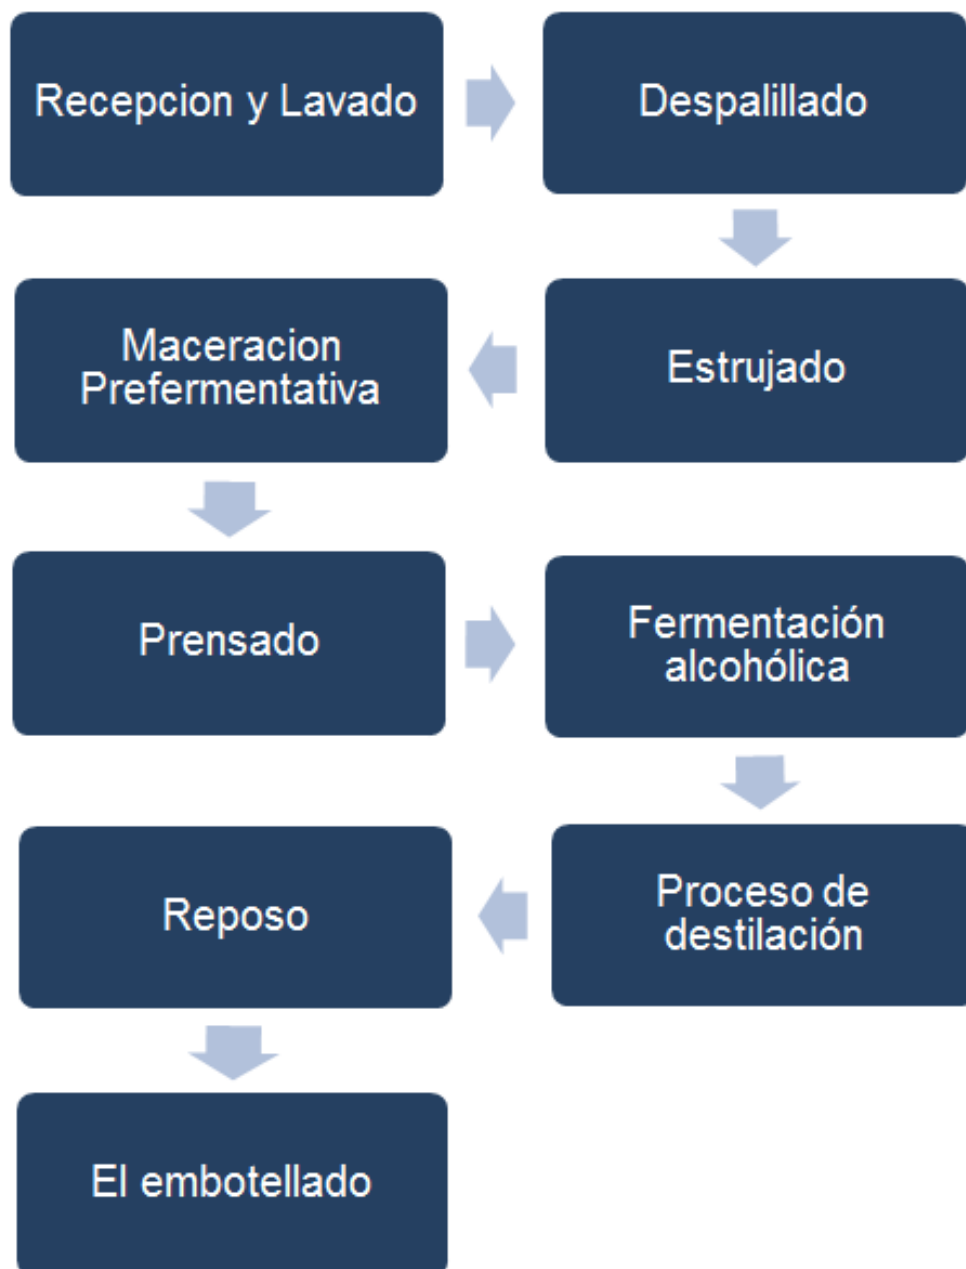 Recepcion y Lavado
Despalillado
Estrujado
Maceracion
Prefermentativa
Prensado
Fermentación
alcohólica
Proceso de
destilación
Reposo
El embotellado